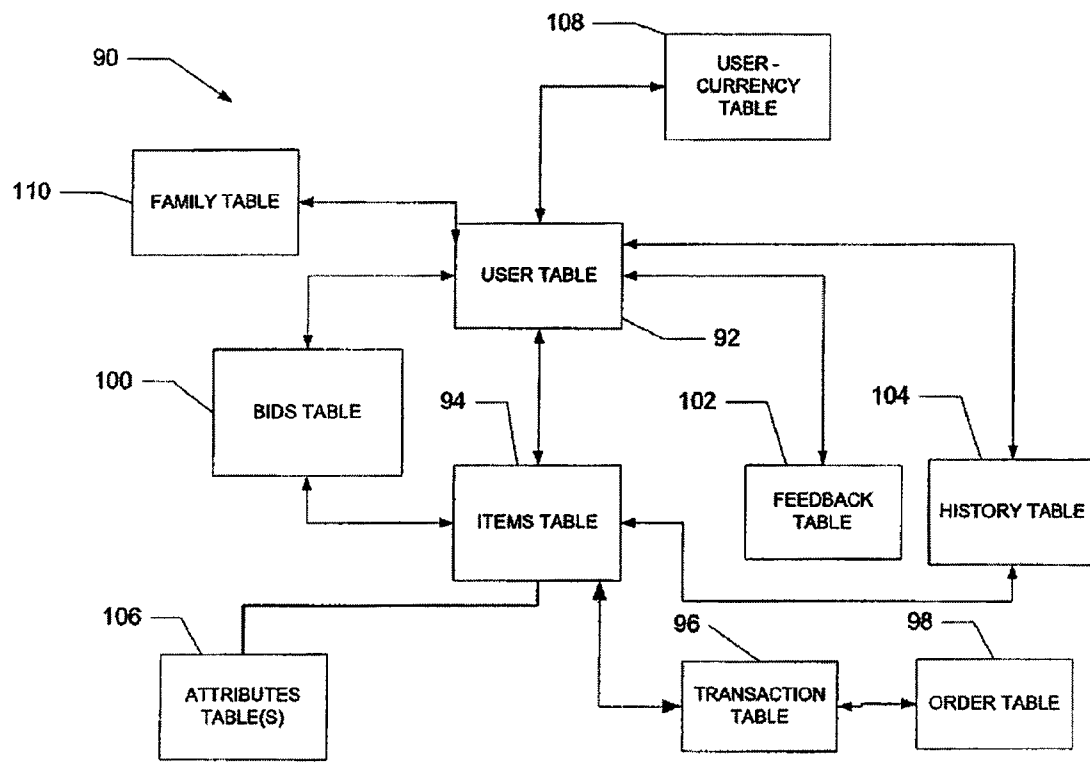 108
USER -
CURRENCY
TABLE
90
110
FAMILY TABLE
USER TABLE
92
100
BIDS TABLE
94
102
104
ITEMS TABLE
FEEDBACK
TABLE
HISTORY TABLE
106
ATTRIBUTES
TABLE(S)
96
TRANSACTION
TABLE
98
ORDER TABLE